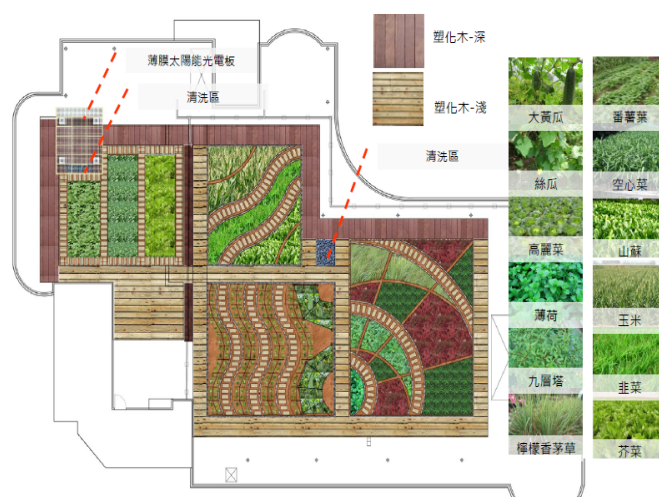 塑化木-深
薄膜太陽能光電板
清洗區
塑化木-淺
清洗區
大黃瓜
番薯葉
絲瓜
空心菜
高麗菜
山蘇
薄荷
玉米
九層塔
韭菜
檸檬香茅草
芥菜